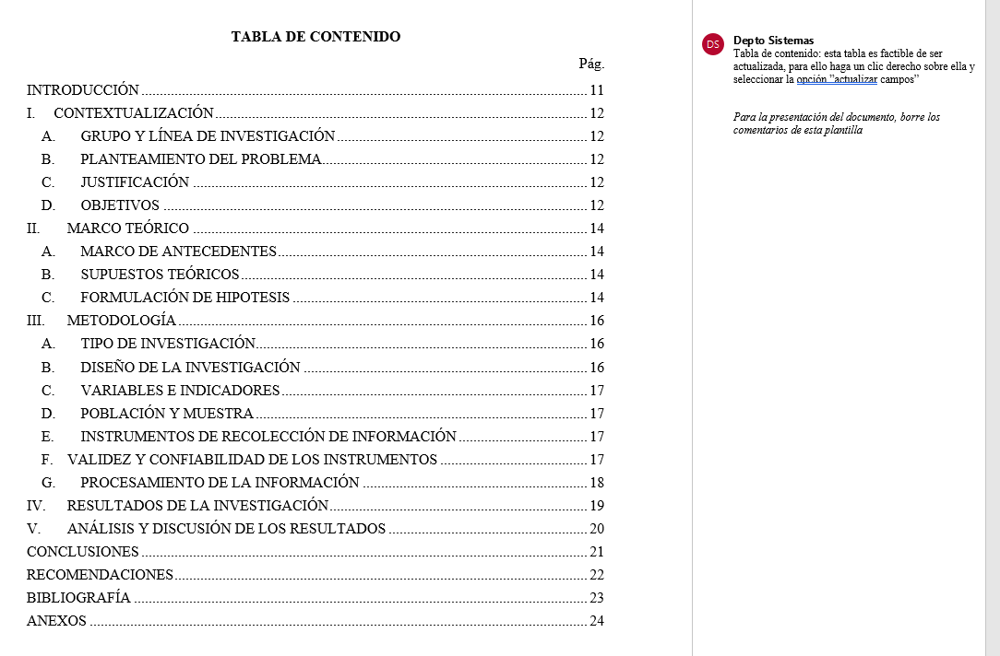 TABLA DE CONTENIDO
Pág.
INTRODUCCIÓN ........ 11
I. CONTEXTUALIZACIÓN ........ 12
A. GRUPO Y LÍNEA DE INVESTIGACIÓN ........ 12
B. PLANTEAMIENTO DEL PROBLEMA ........ 12
C. JUSTIFICACIÓN ........ 12
D. OBJETIVOS ........ 12
II. MARCO TEÓRICO ........ 14
A. MARCO DE ANTECEDENTES ........ 14
B. SUPUESTOS TEÓRICOS ........ 14
C. FORMULACIÓN DE HIPOTESIS ........ 14
III. METODOLOGÍA ........ 16
A. TIPO DE INVESTIGACIÓN ........ 16
B. DISEÑO DE LA INVESTIGACIÓN ........ 16
C. VARIABLES E INDICADORES ........ 17
D. POBLACIÓN Y MUESTRA ........ 17
E. INSTRUMENTOS DE RECOLECCIÓN DE INFORMACIÓN ........ 17
F. VALIDEZ Y CONFIABILIDAD DE LOS INSTRUMENTOS ........ 17
G. PROCESAMIENTO DE LA INFORMACIÓN ........ 18
IV. RESULTADOS DE LA INVESTIGACIÓN ........ 19
V. ANÁLISIS Y DISCUSIÓN DE LOS RESULTADOS ........ 20
CONCLUSIONES ........ 21
RECOMENDACIONES ........ 22
BIBLIOGRAFÍA ........ 23
ANEXOS ........ 24
DS
Depto Sistemas
Tabla de contenido: esta tabla es factible de ser
actualizada, para ello haga un clic derecho sobre ella y
seleccionar la opción "actualizar campos"
Para la presentación del documento, borre los
comentarios de esta plantilla